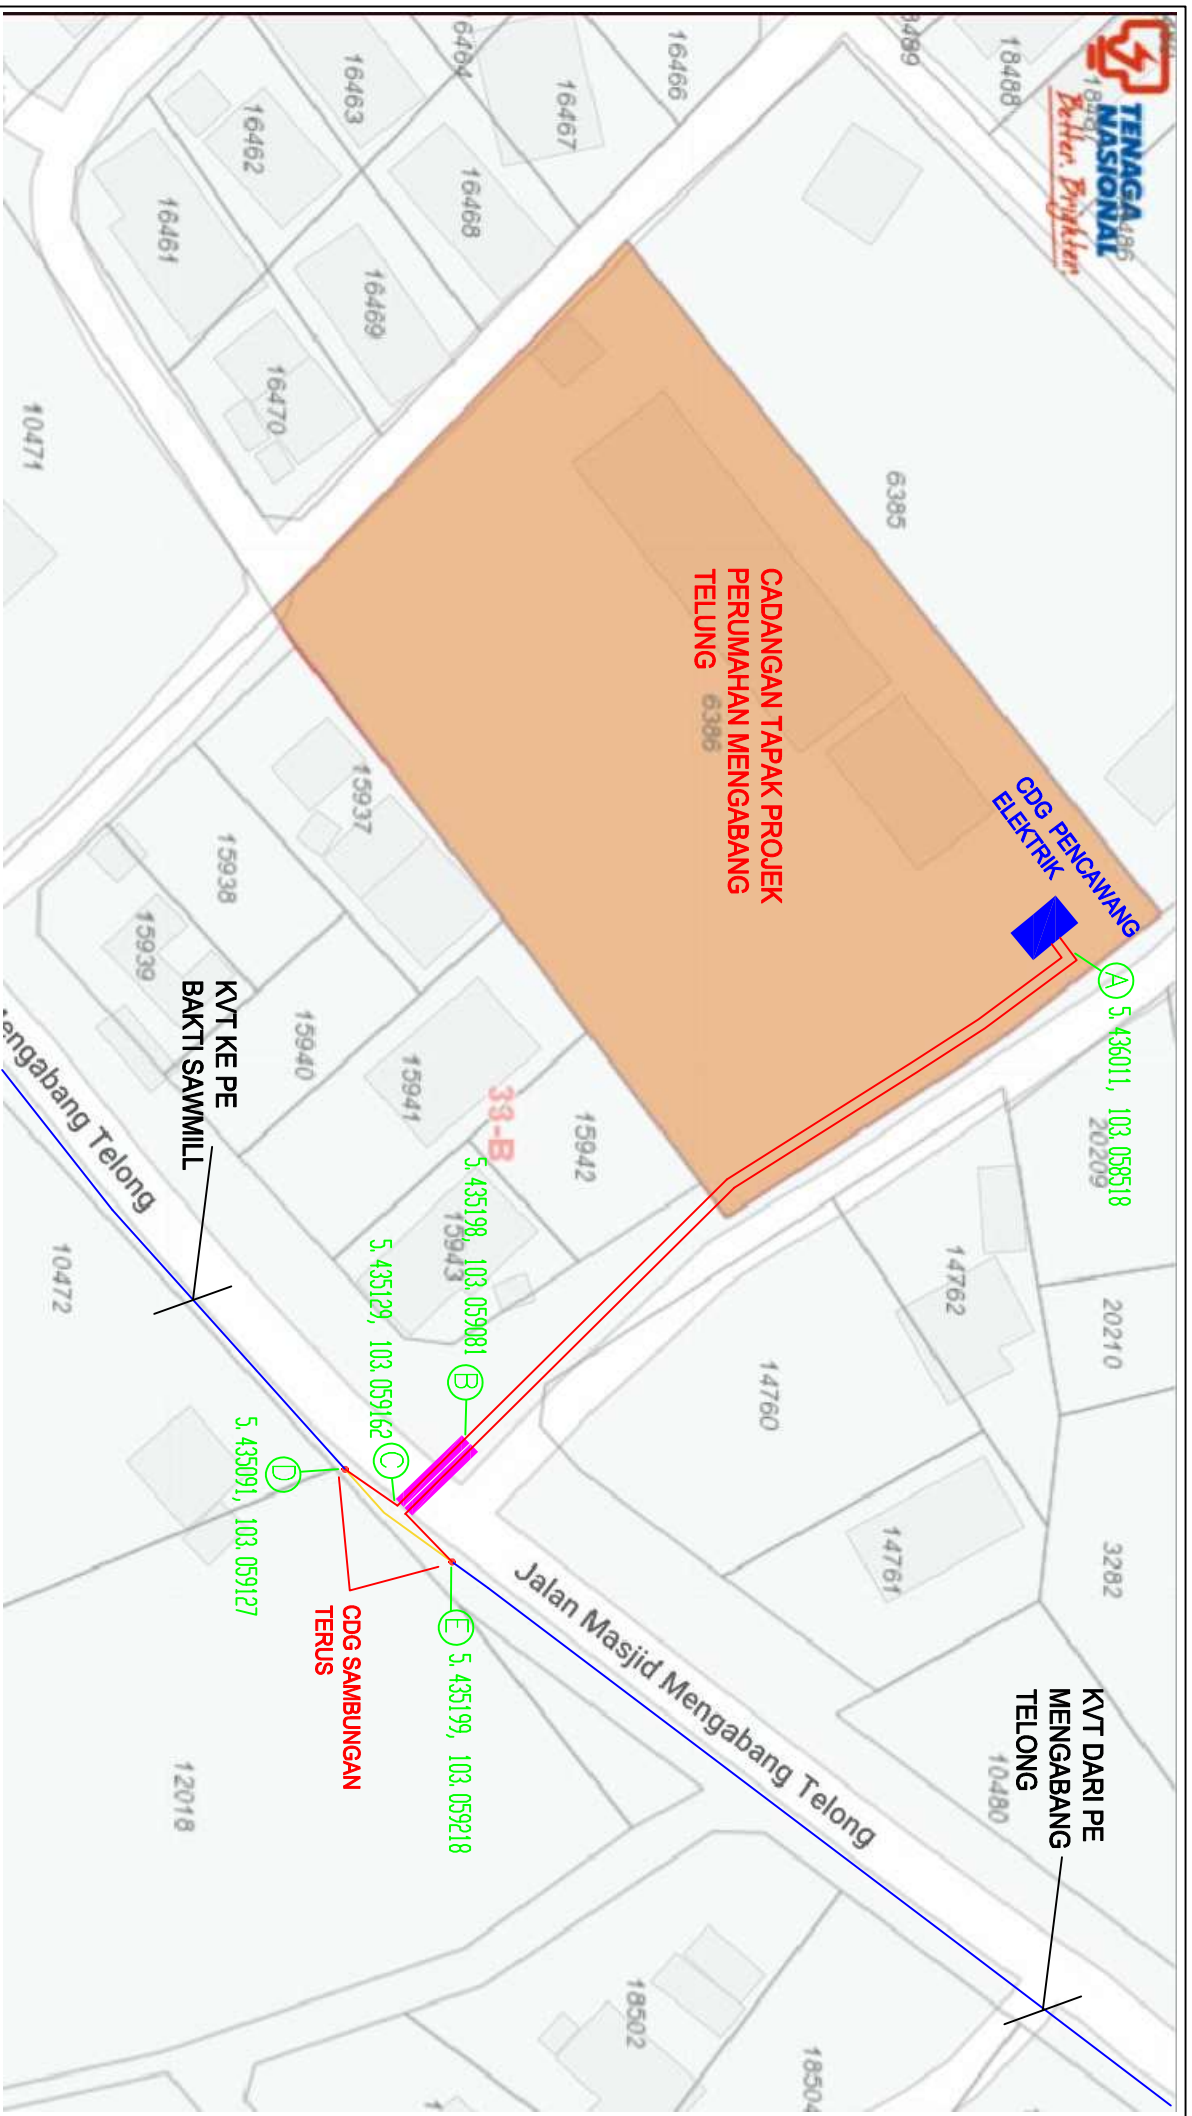 TENAGA
NASIONAL
Better. Brighter.
18488
16466
16467
16463
16462
16468
16461
16469
16470
10471
6385
CADANGAN TAPAK PROJEK
PERUMAHAN MENGABANG
TELUNG
6386
CDG PENCAWANG
ELEKTRIK
A 5.436011, 103.058518
20209
15937
15938
15939
15940
15941
15942
33-B
15943
5.435198, 103.059081
B
5.435129, 103.059162
C
D
5.435091, 103.059127
E 5.435199, 103.059218
KVT KE PE
BAKTI SAWMILL
engabang Telong
10472
14762
20210
14760
14761
3282
CDG SAMBUNGAN
TERUS
Jalan Masjid Mengabang Telong
KVT DARI PE
MENGABANG
TELONG
10480
12018
18502
18504